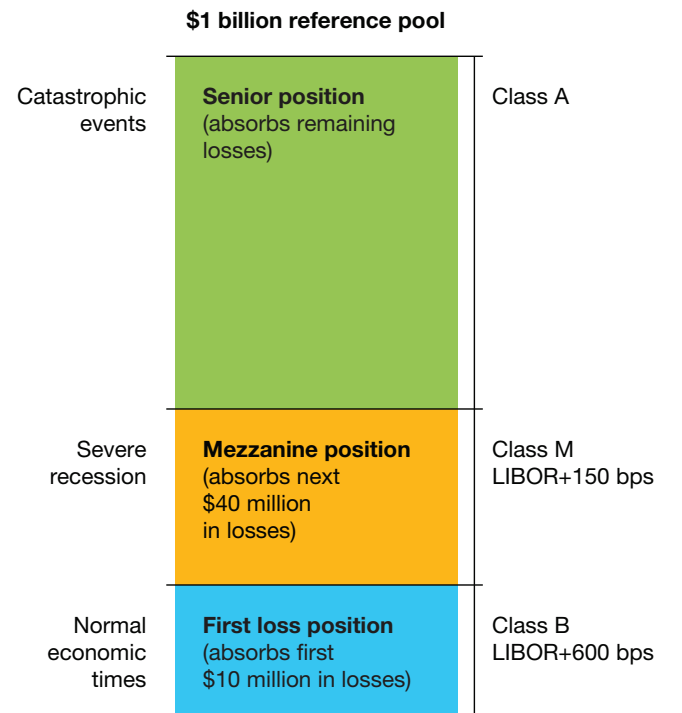 $1 billion reference pool
Catastrophic
events
Senior position
(absorbs remaining
losses)
Class A
Severe
recession
Mezzanine position
(absorbs next
$40 million
in losses)
Class M
LIBOR+150 bps
Normal
economic
times
First loss position
(absorbs first
$10 million in losses)
Class B
LIBOR+600 bps